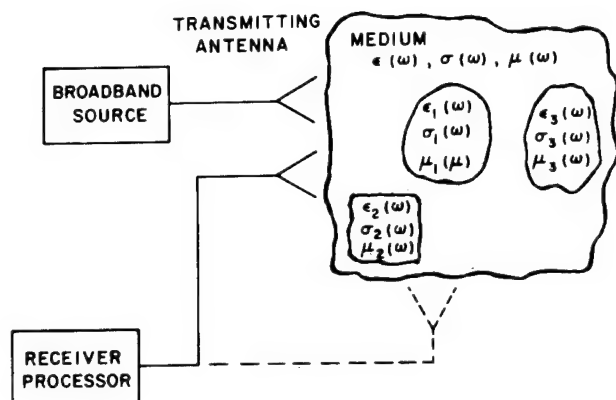 TRANSMITTING
ANTENNA
BROADBAND
SOURCE
MEDIUM
ϵ(ω), σ(ω), μ(ω)
ϵ₁(ω)
σ₁(ω)
μ₁(μ)
ϵ₃(ω)
σ₃(ω)
μ₃(ω)
ϵ₂(ω)
σ₂(ω)
μ₂(ω)
RECEIVER
PROCESSOR